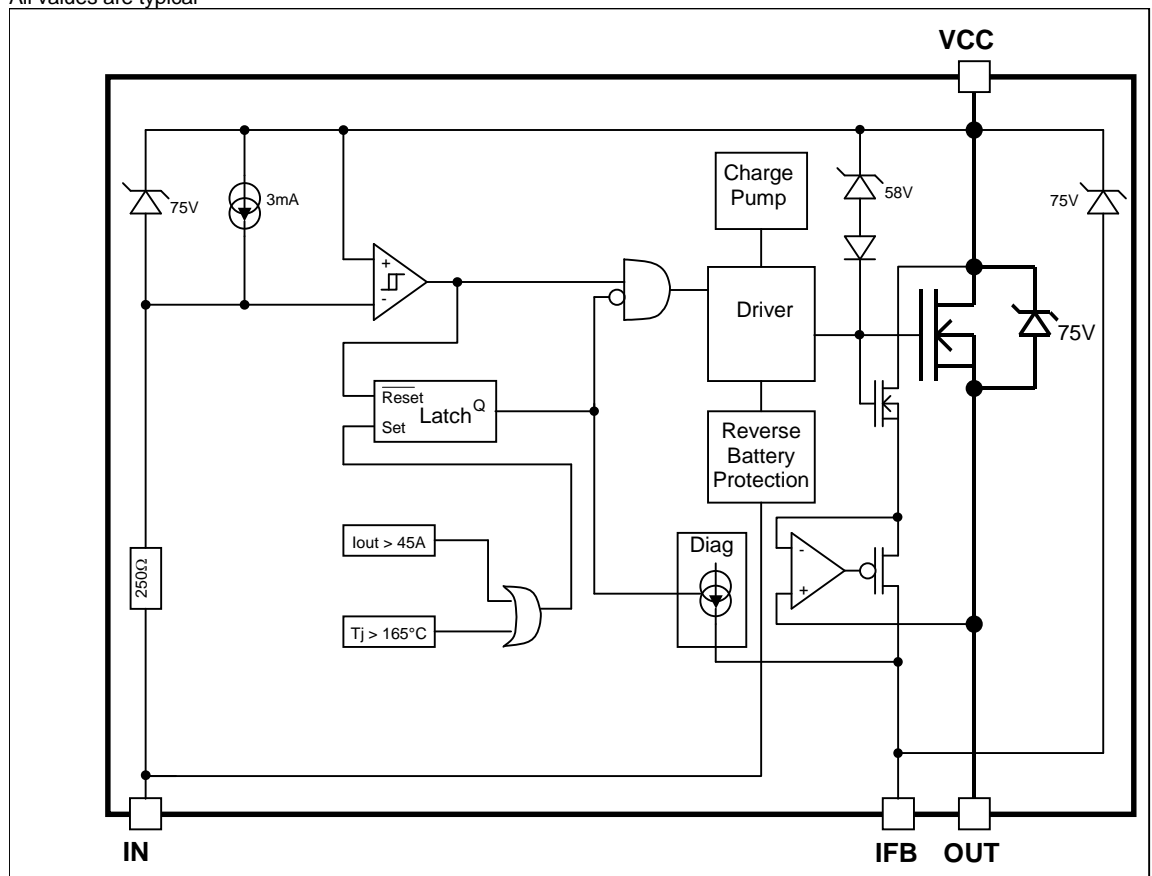 All values are typical
VCC
75V
3mA
Charge
Pump
58V
75V
+
-
Driver
75V
Reset
Set
Latch
Q
Reverse
Battery
Protection
Iout > 45A
Diag
-
+
250Ω
Tj > 165°C
IN
IFB
OUT